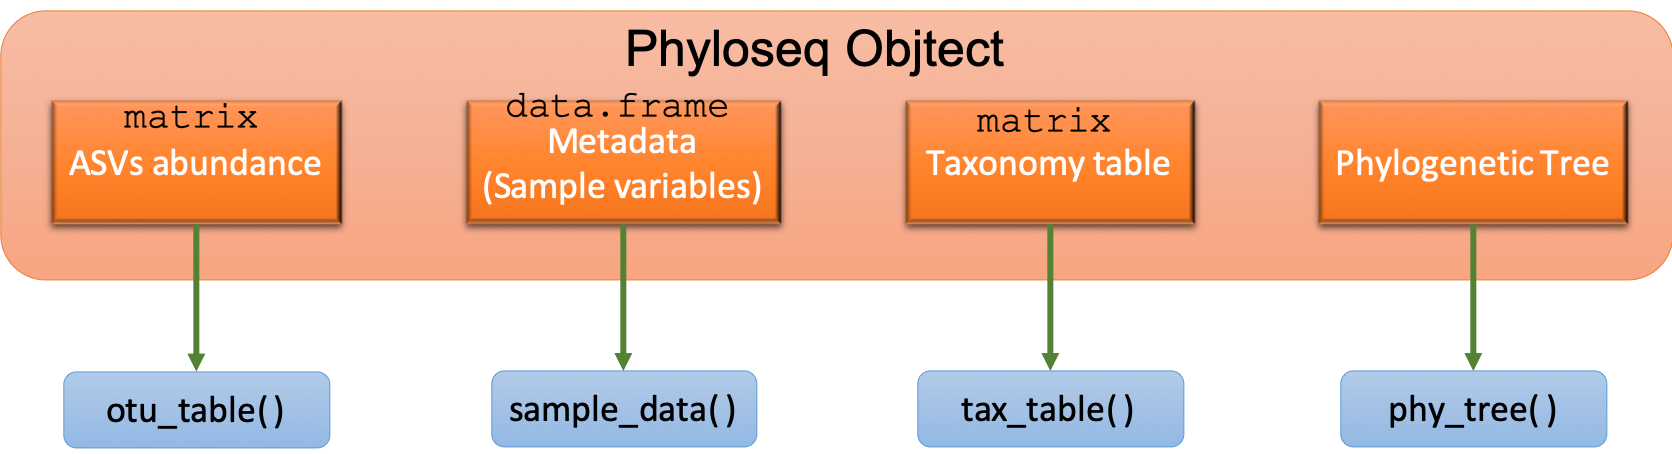 Phyloseq Objtect
matrix
ASVs abundance
data.frame
Metadata
(Sample variables)
matrix
Taxonomy table
Phylogenetic Tree
otu_table()
sample_data()
tax_table()
phy_tree()